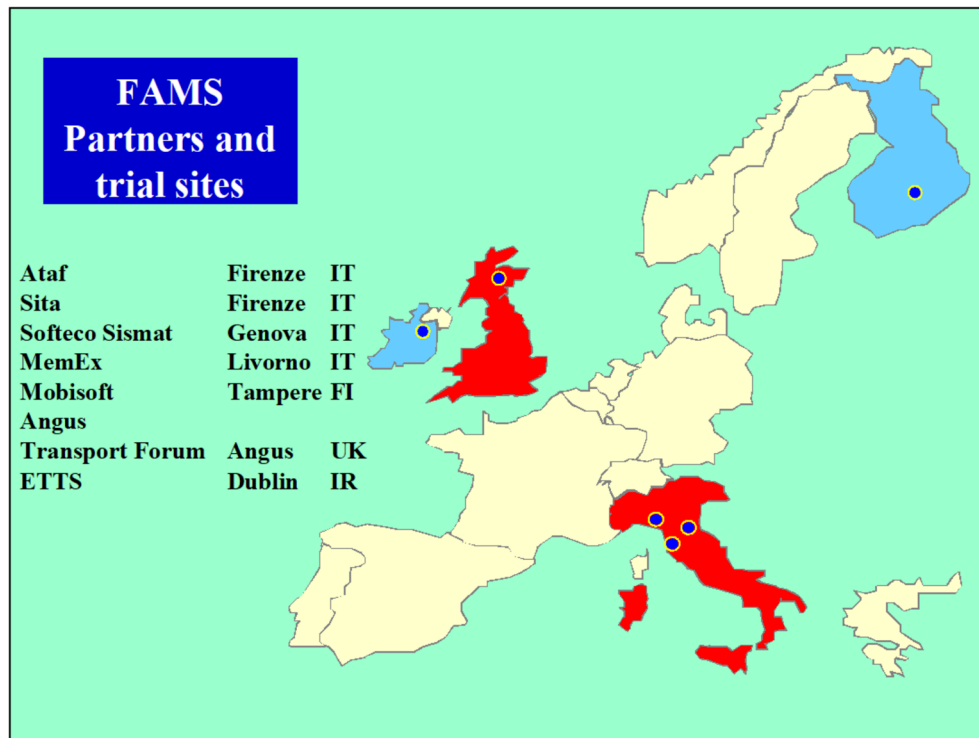 FAMS
Partners and
trial sites
Ataf Firenze IT
Sita Firenze IT
Softeco Sismat Genova IT
MemEx Livorno IT
Mobisoft Tampere FI
Angus
Transport Forum Angus UK
ETTS Dublin IR